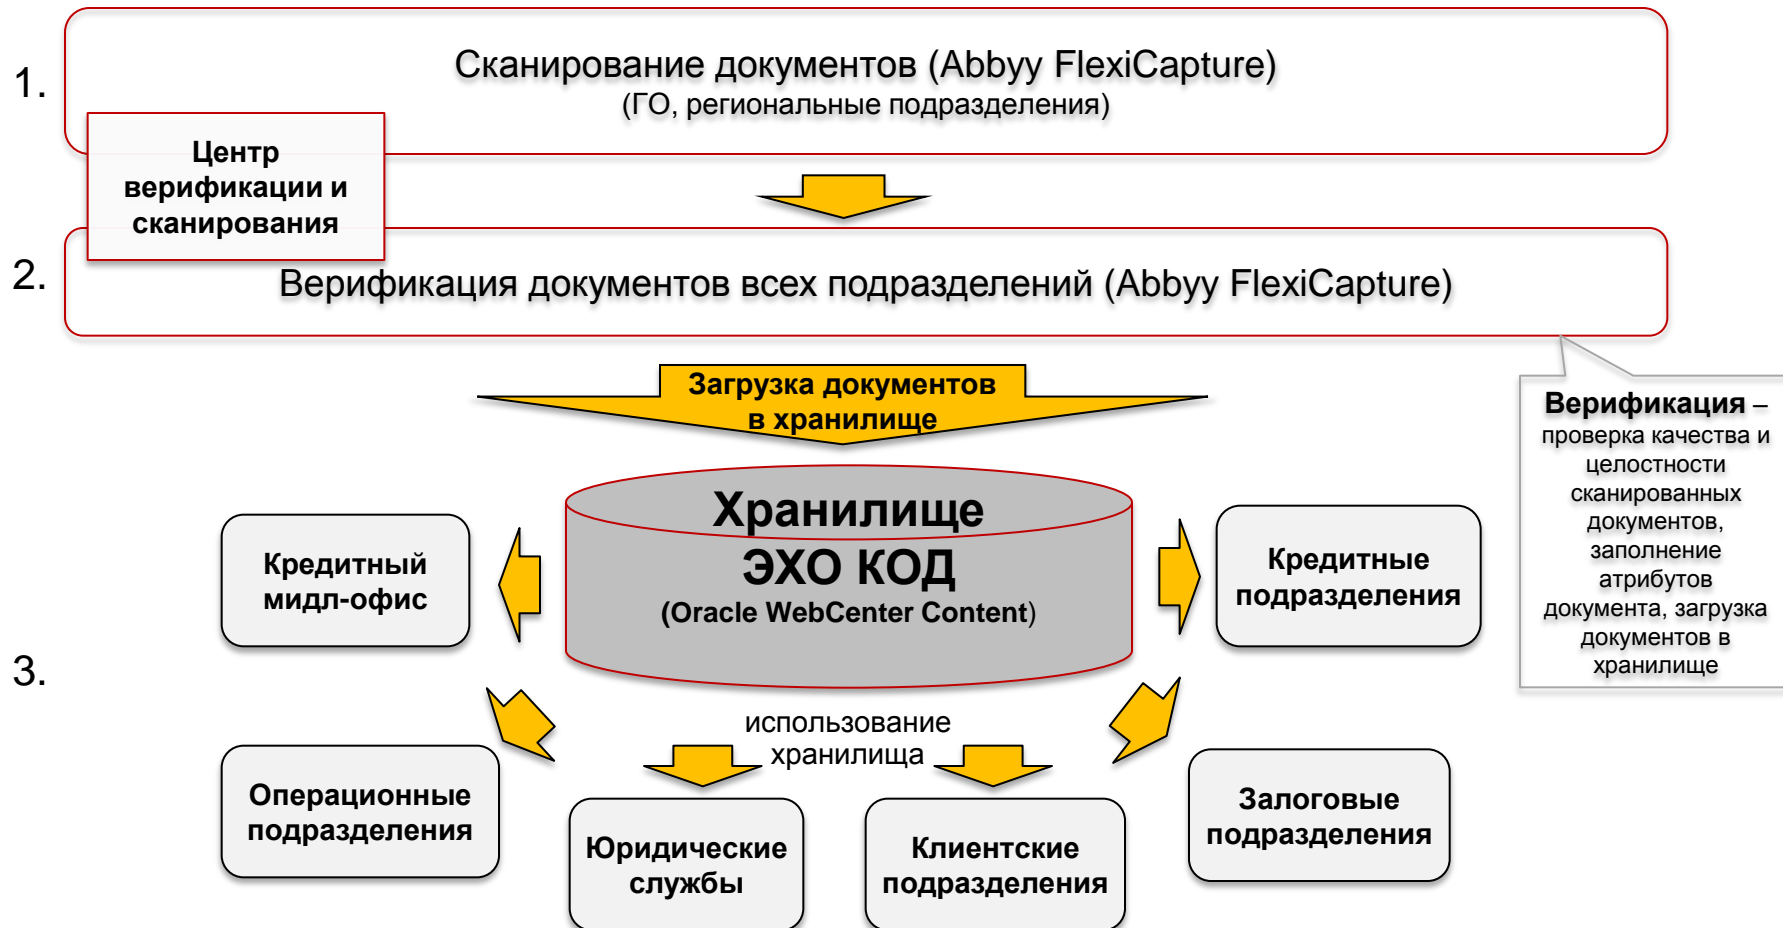 1.
Сканирование документов (Abbyy FlexiCapture)
(ГО, региональные подразделения)
Центр
верификации и
сканирования
2.
Верификация документов всех подразделений (Abbyy FlexiCapture)
Загрузка документов
в хранилище
Верификация –
проверка качества и
целостности
сканированных
документов,
заполнение
атрибутов
документа, загрузка
документов в
хранилище
3.
Хранилище
ЭХО КОД
(Oracle WebCenter Content)
Кредитный
мидл-офис
Кредитные
подразделения
использование
хранилища
Операционные
подразделения
Юридические
службы
Клиентские
подразделения
Залоговые
подразделения